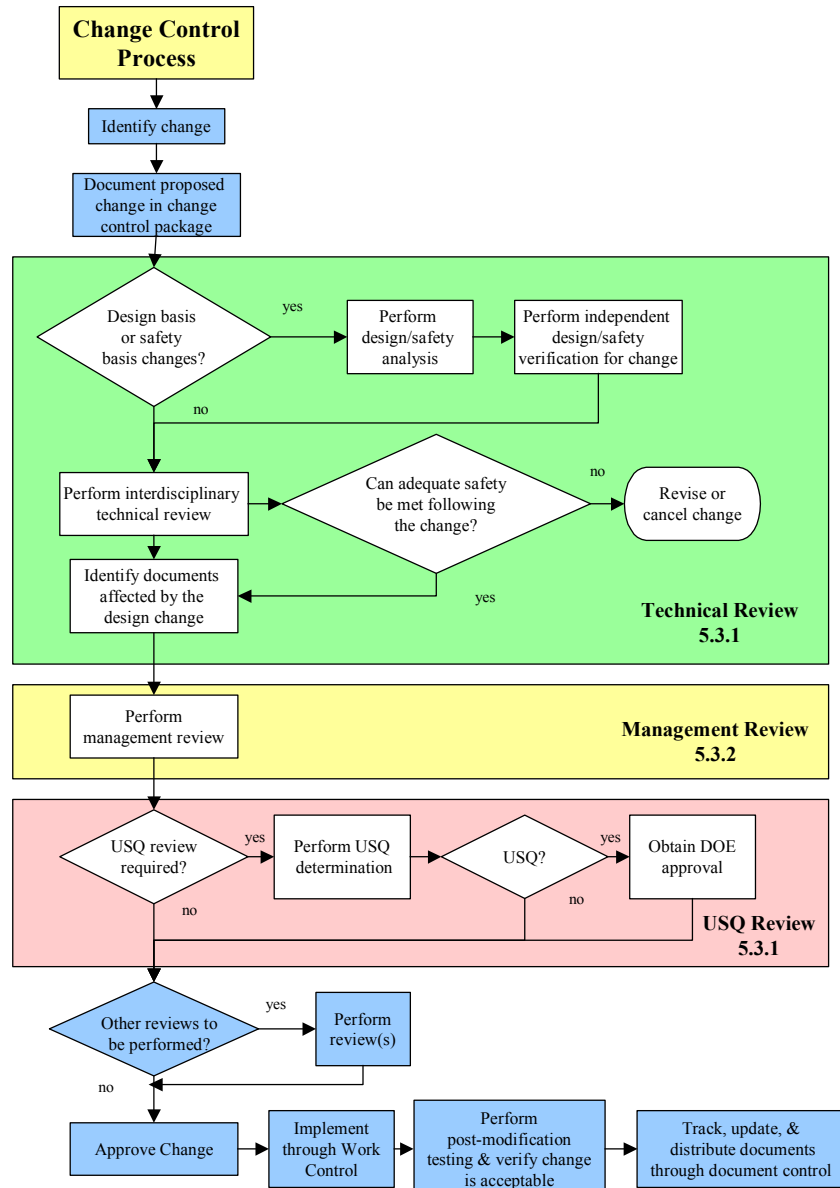 Change Control
Process
Identify change
Document proposed
change in change
control package
Design basis
or safety
basis changes?
yes
Perform
design/safety
analysis
Perform independent
design/safety
verification for change
no
Perform interdisciplinary
technical review
Can adequate safety
be met following
the change?
no
Revise or
cancel change
yes
Identify documents
affected by the
design change
Technical Review
5.3.1
Perform
management review
Management Review
5.3.2
USQ review
required?
yes
Perform USQ
determination
USQ?
yes
Obtain DOE
approval
no
no
USQ Review
5.3.1
Other reviews to
be performed?
yes
Perform
review(s)
no
Approve Change
Implement
through Work
Control
Perform
post-modification
testing & verify change
is acceptable
Track, update, &
distribute documents
through document control